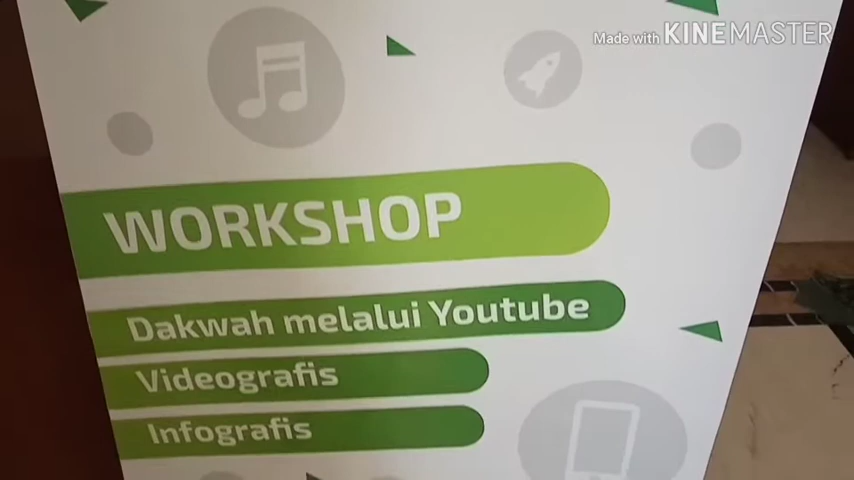 Made with KINEMASTER
WORKSHOP
Dakwah melalui Youtube
Videografis
Infografis